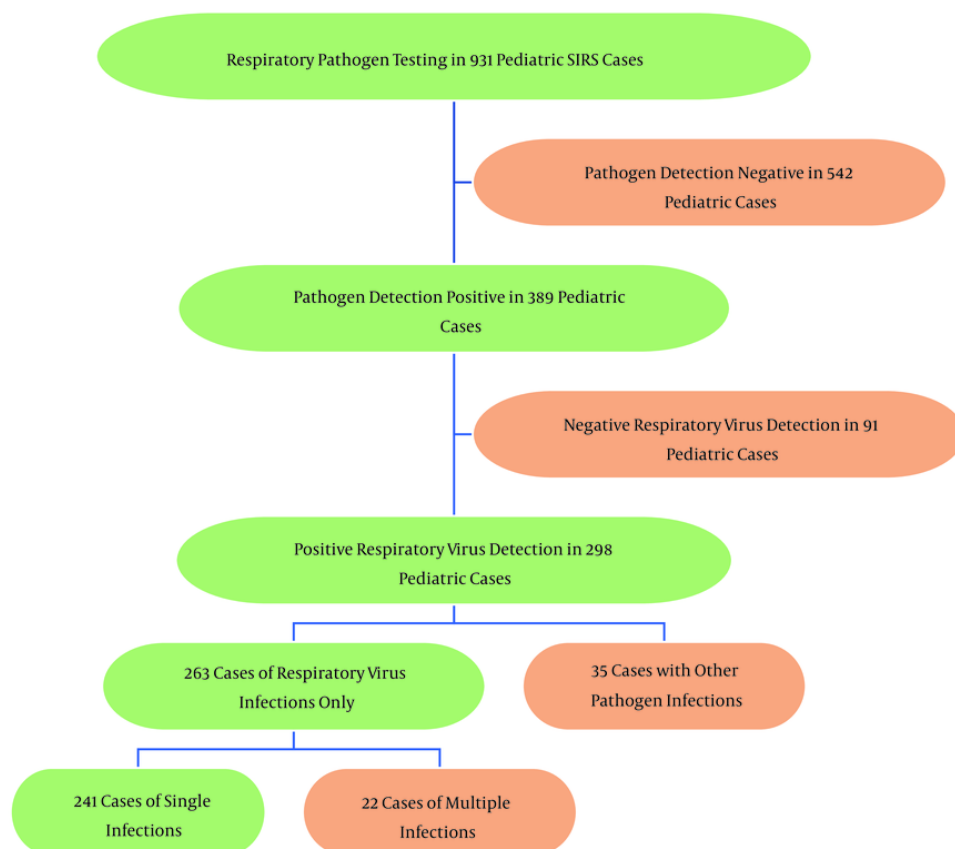 Respiratory Pathogen Testing in 931 Pediatric SIRS Cases
Pathogen Detection Negative in 542
Pediatric Cases
Pathogen Detection Positive in 389 Pediatric
Cases
Negative Respiratory Virus Detection in 91
Pediatric Cases
Positive Respiratory Virus Detection in 298
Pediatric Cases
263 Cases of Respiratory Virus
Infections Only
35 Cases with Other
Pathogen Infections
241 Cases of Single
Infections
22 Cases of Multiple
Infections